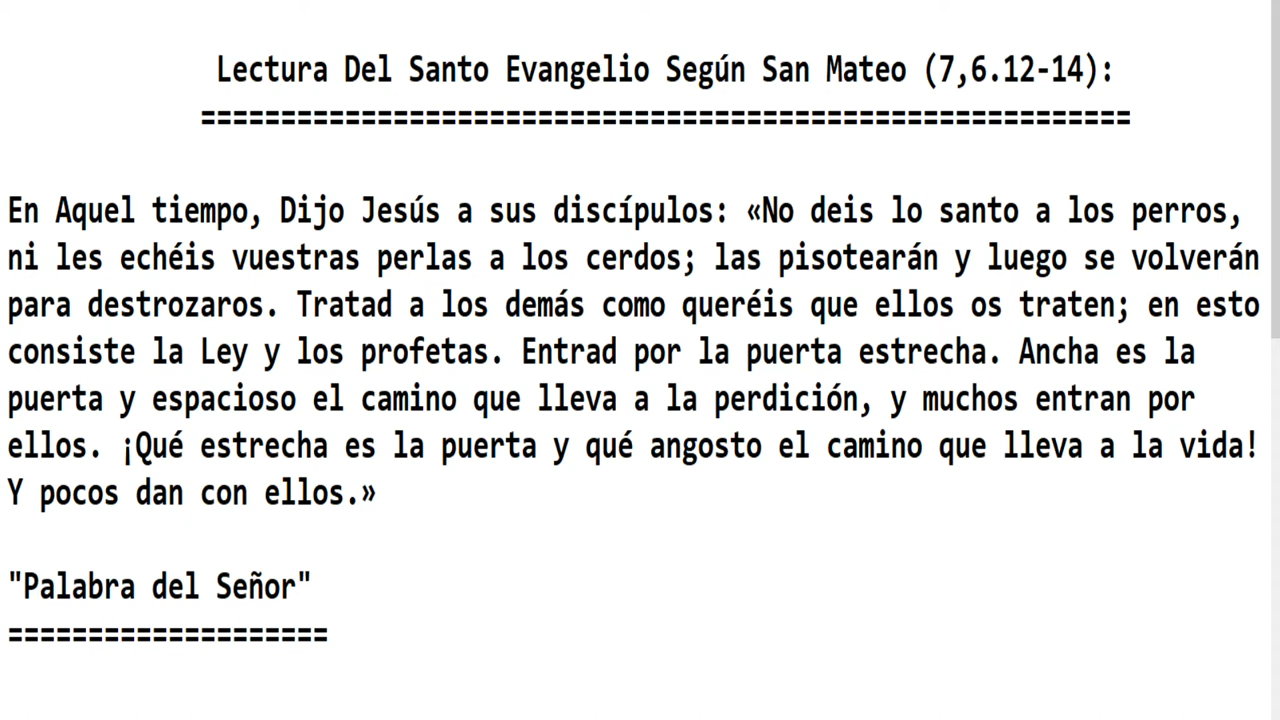 Lectura Del Santo Evangelio Según San Mateo (7,6.12-14):
==========================================================
En Aquel tiempo, Dijo Jesús a sus discípulos: «No deis lo santo a los perros,
ni les echéis vuestras perlas a los cerdos; las pisotearán y luego se volverán
para destrozaros. Tratad a los demás como queréis que ellos os traten; en esto
consiste la Ley y los profetas. Entrad por la puerta estrecha. Ancha es la
puerta y espacioso el camino que lleva a la perdición, y muchos entran por
ellos. ¡Qué estrecha es la puerta y qué angosto el camino que lleva a la vida!
Y pocos dan con ellos.»
"Palabra del Señor"
====================